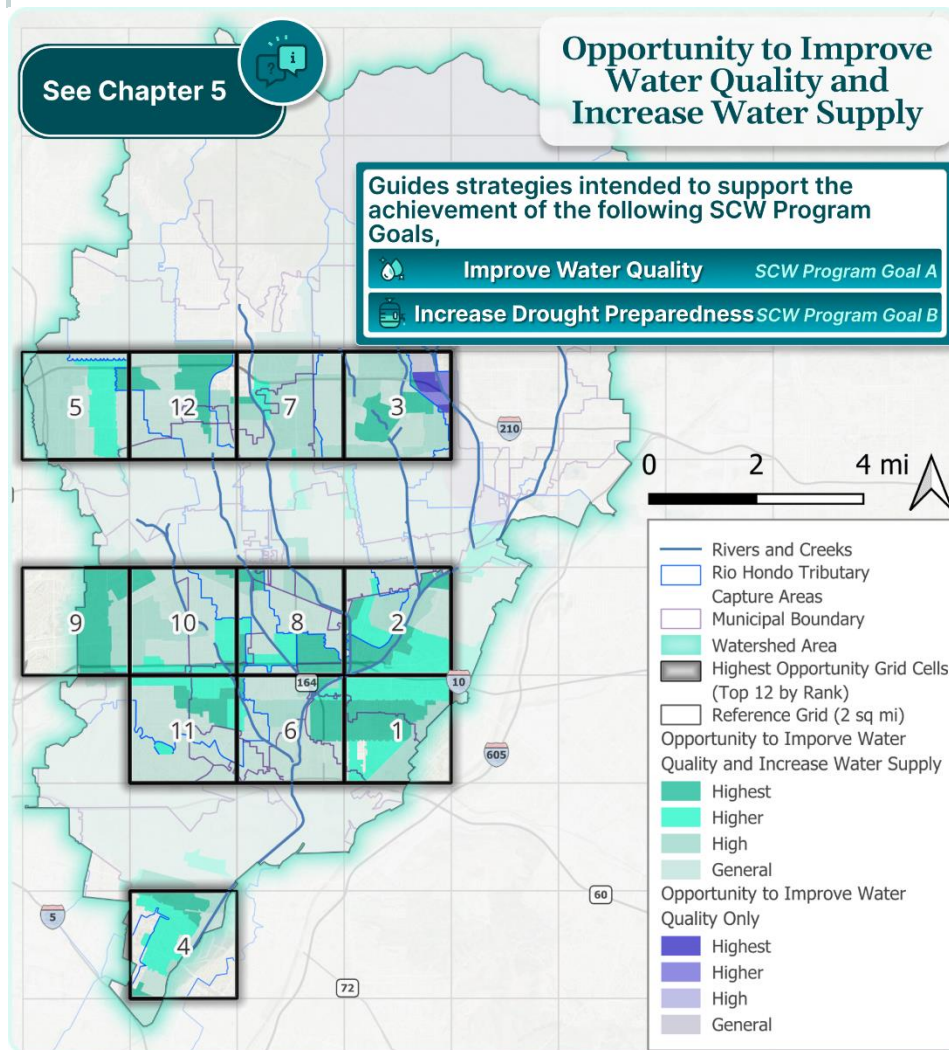 See Chapter 5
? i
Opportunity to Improve
Water Quality and
Increase Water Supply
Guides strategies intended to support the
achievement of the following SCW Program
Goals,
Improve Water Quality SCW Program Goal A
Increase Drought Preparedness SCW Program Goal B
5 12 7 3
210
0 2 4 mi
9 10 8 2
164 10
11 6 1
605
4
5
60
72
Rivers and Creeks
Rio Hondo Tributary
Capture Areas
Municipal Boundary
Watershed Area
Highest Opportunity Grid Cells
(Top 12 by Rank)
Reference Grid (2 sq mi)
Opportunity to Imporve Water
Quality and Increase Water Supply
Highest
Higher
High
General
Opportunity to Improve Water
Quality Only
Highest
Higher
High
General